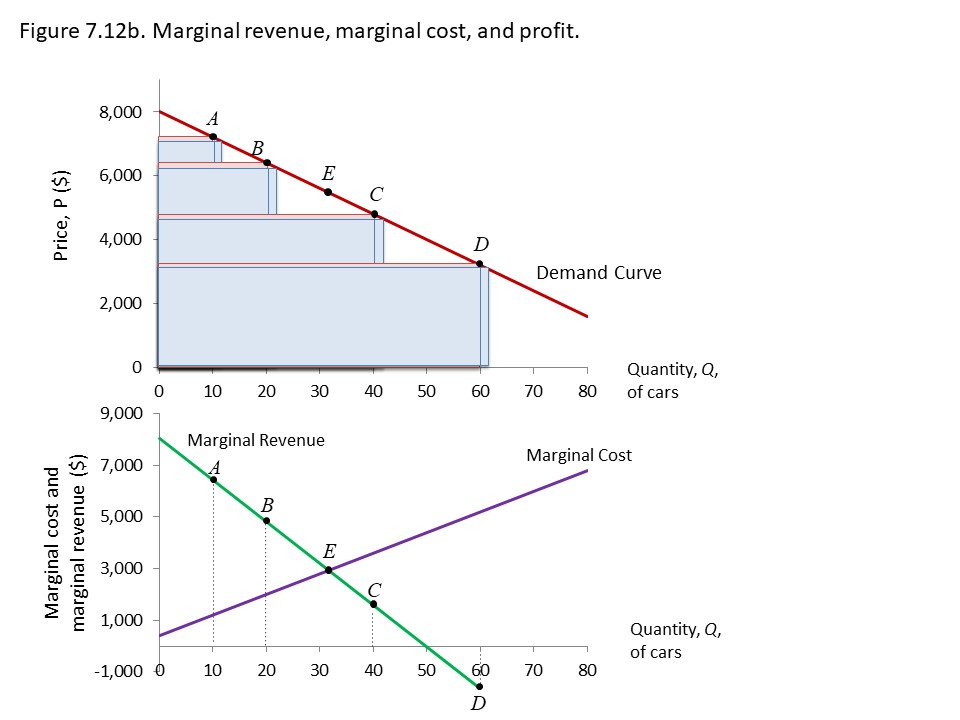 Figure 7.12b. Marginal revenue, marginal cost, and profit.
Price, P ($)
8,000
6,000
4,000
2,000
0
A
B
E
C
D
Demand Curve
0 10 20 30 40 50 60 70 80
Quantity, Q,
of cars
Marginal cost and
marginal revenue ($)
9,000
7,000
5,000
3,000
1,000
-1,000
Marginal Revenue
Marginal Cost
A
B
E
C
D
0 10 20 30 40 50 60 70 80
Quantity, Q,
of cars